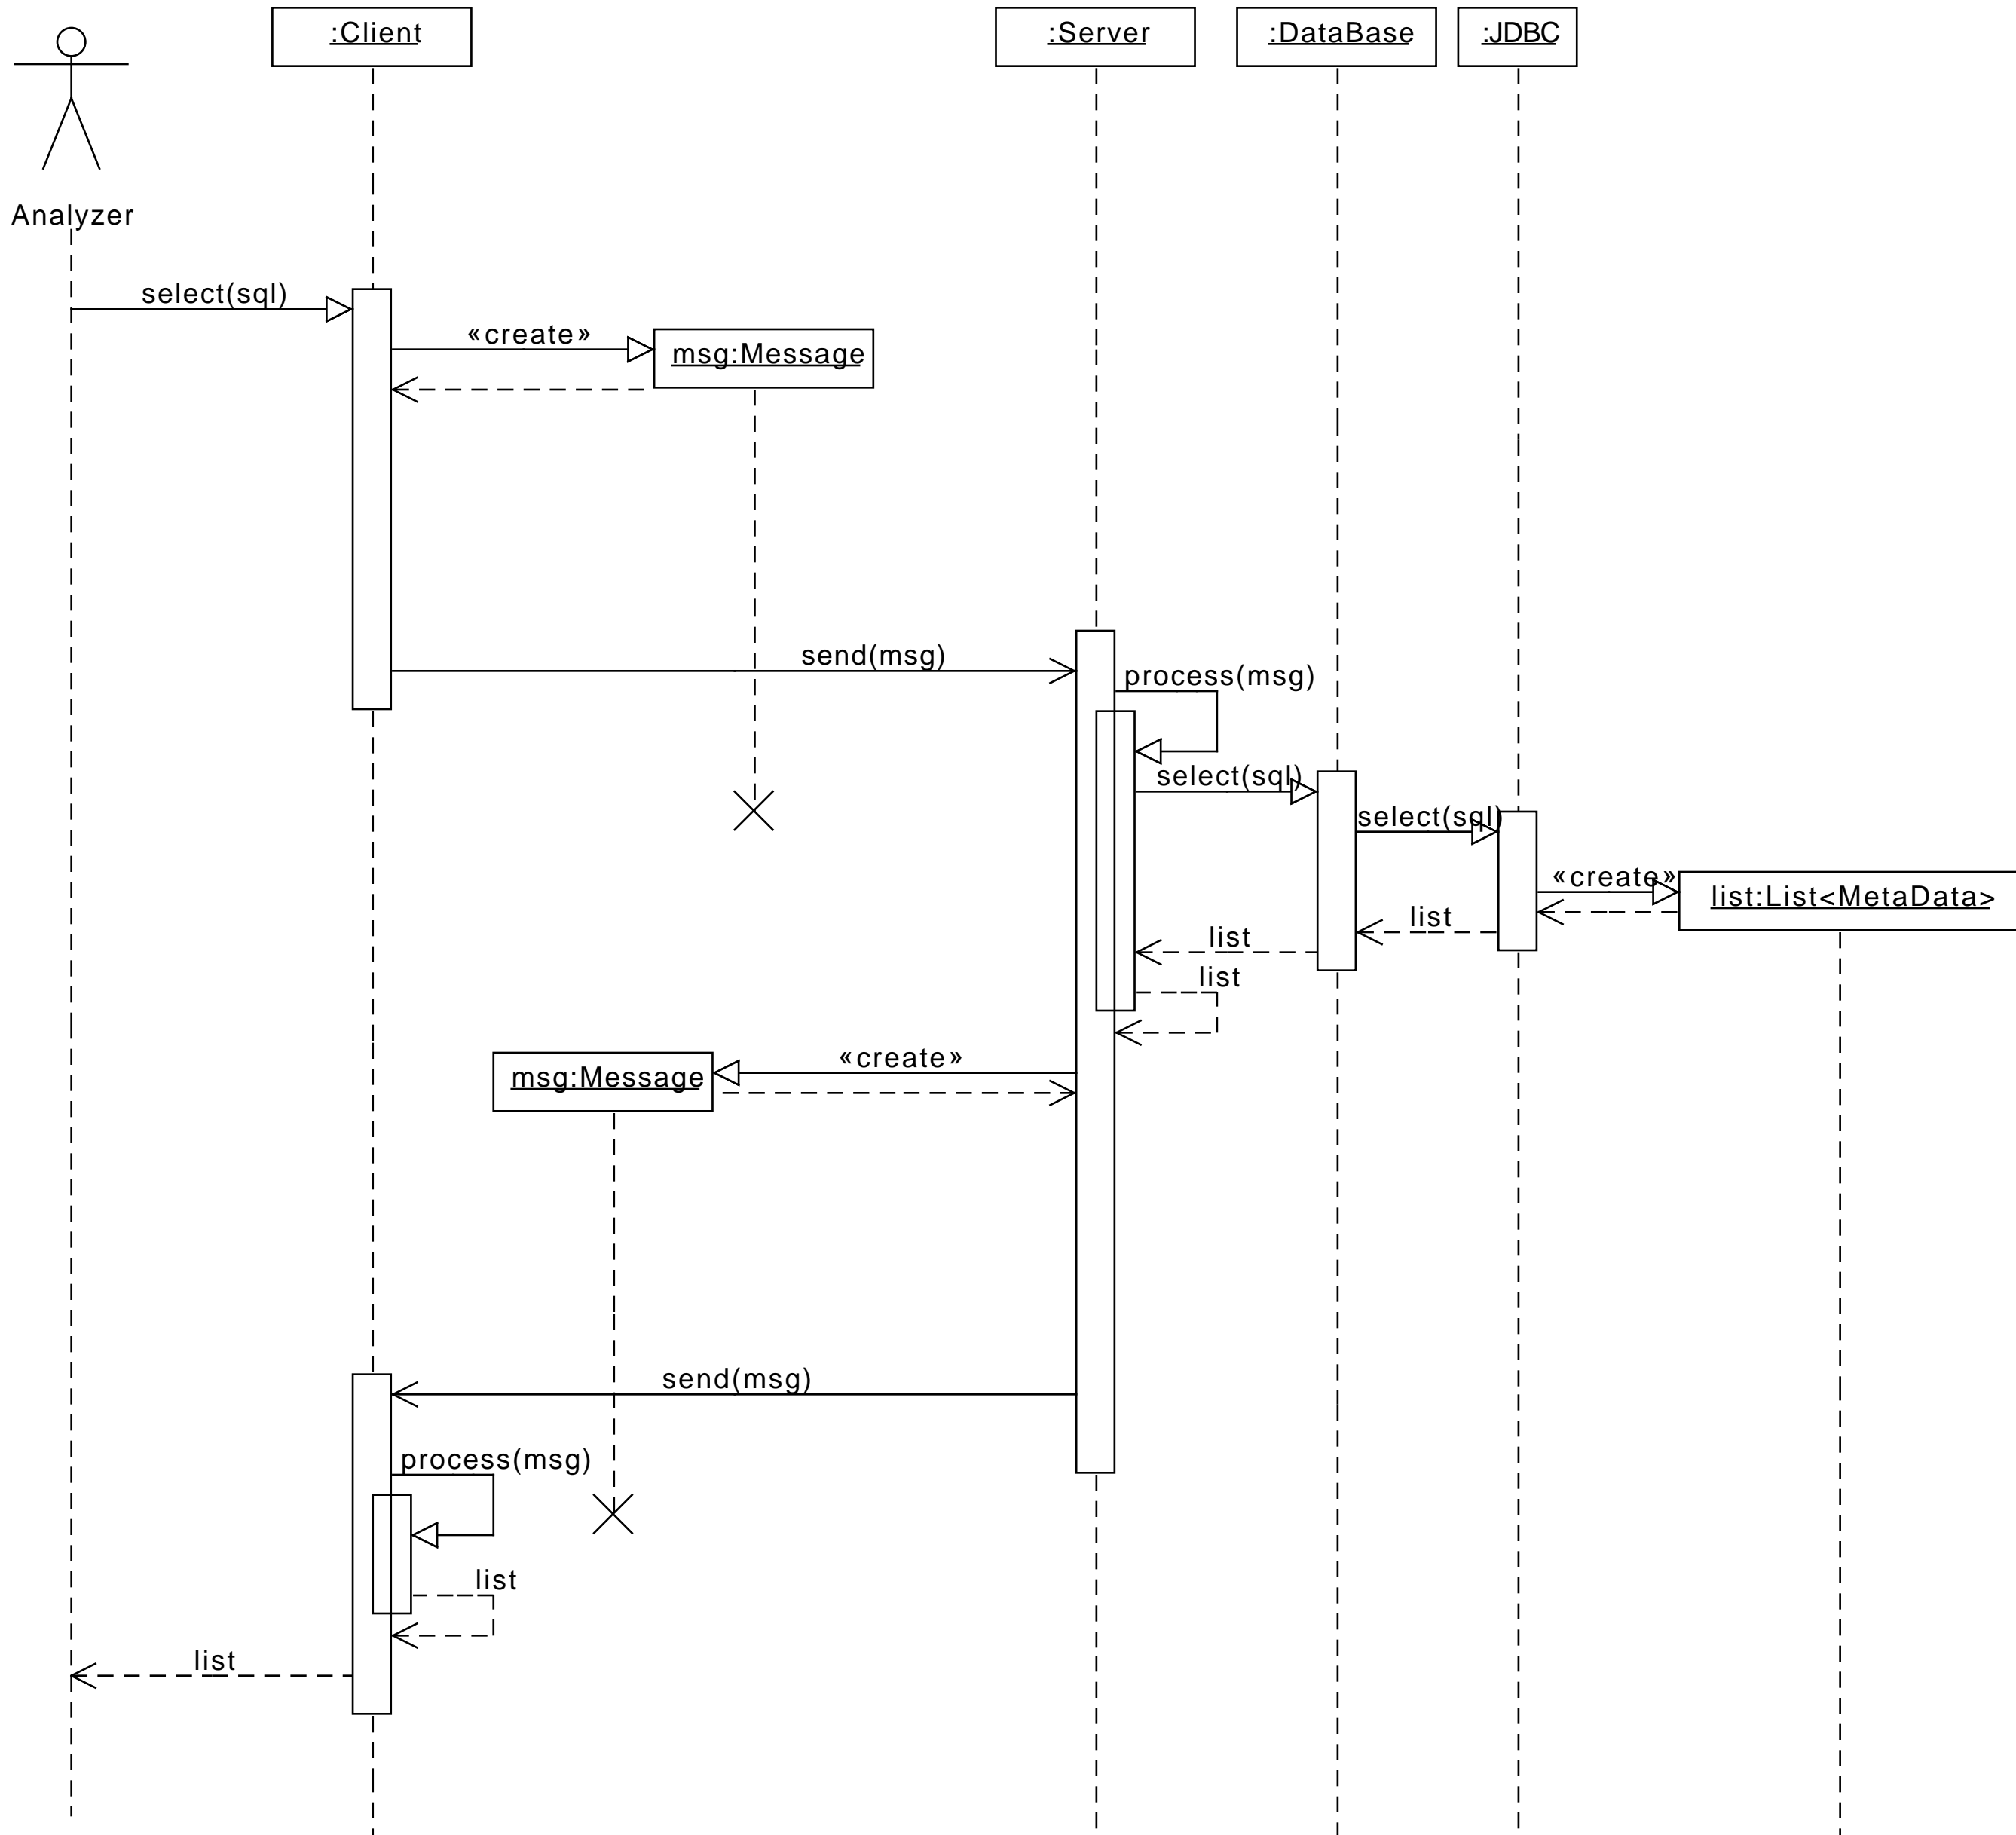 :Client
:Server
:DataBase
:JDBC
Analyzer
select(sql)
«create»
msg:Message
send(msg)
process(msg)
select(sql)
select(sql)
«create»
list:List<MetaData>
list
list
list
«create»
msg:Message
send(msg)
process(msg)
list
list